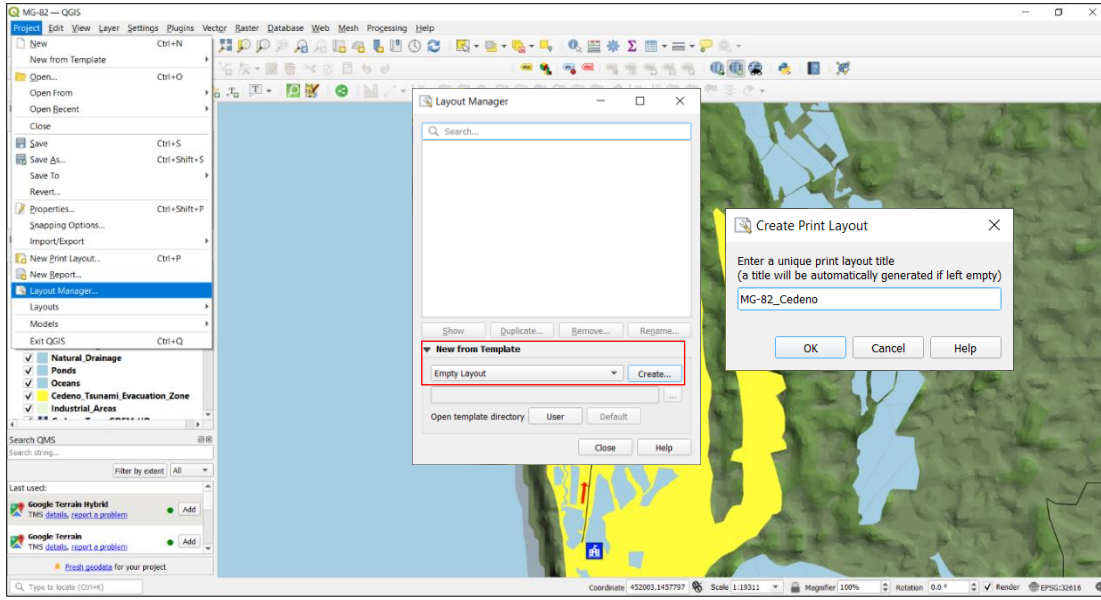 MG-82 — QGIS
Project Edit View Layer Settings Plugins Vector Raster Database Web Mesh Processing Help
New Ctrl+N
New from Template
Open... Ctrl+O
Open From
Open Recent
Close
Save Ctrl+S
Save As... Ctrl+Shift+S
Save To
Revert...
Properties... Ctrl+Shift+P
Snapping Options...
Import/Export
New Print Layout... Ctrl+P
New Report...
Layout Manager...
Layouts
Models
Exit QGIS Ctrl+Q
Natural_Drainage
Ponds
Oceans
Cedeno_Tsunami_Evacuation_Zone
Industrial_Areas
Search QMS
Search string...
Filter by extent All
Last used:
Google Terrain Hybrid
TMS details, report a problem Add
Google Terrain
TMS details, report a problem Add
Fresh geodata for your project
Layout Manager
Search...
Show Duplicate... Remove... Rename...
New from Template
Empty Layout Create...
...
Open template directory User Default
Close Help
Create Print Layout
Enter a unique print layout title
(a title will be automatically generated if left empty)
MG-82_Cedeno
OK Cancel Help
Type to locate (Ctrl+K) Coordinate 452003,1457797 Scale 1:19311 Magnifier 100% Rotation 0.0 ° Render EPSG:32616